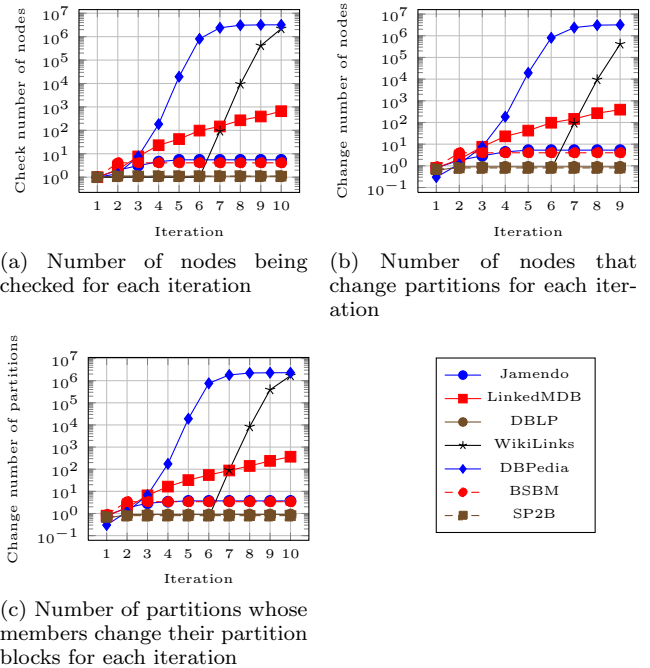 Check number of nodes
10^7
10^6
10^5
10^4
10^3
10^2
10^1
10^0
1 2 3 4 5 6 7 8 9 10
Iteration
(a) Number of nodes being
checked for each iteration
Change number of nodes
10^7
10^6
10^5
10^4
10^3
10^2
10^1
10^0
10^−1
1 2 3 4 5 6 7 8 9
Iteration
(b) Number of nodes that
change partitions for each iter-
ation
Change number of partitions
10^7
10^6
10^5
10^4
10^3
10^2
10^1
10^0
10^−1
1 2 3 4 5 6 7 8 9 10
Iteration
(c) Number of partitions whose
members change their partition
blocks for each iteration
Jamendo
LinkedMDB
DBLP
WikiLinks
DBPedia
BSBM
SP2B